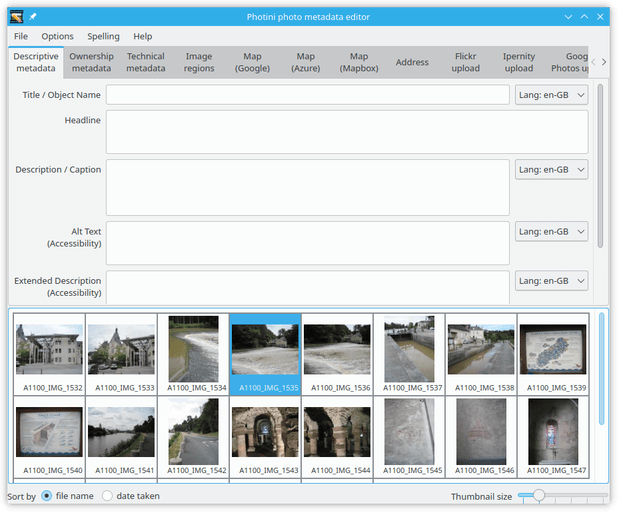 Photini photo metadata editor
File Options Spelling Help
Descriptive metadata
Ownership metadata
Technical metadata
Image regions
Map (Google)
Map (Azure)
Map (Mapbox)
Address
Flickr upload
Ipernity upload
Goog
Photos u
Title / Object Name
Lang: en-GB
Headline
Description / Caption
Lang: en-GB
Alt Text
(Accessibility)
Lang: en-GB
Extended Description
(Accessibility)
Lang: en-GB
A1100_IMG_1532 A1100_IMG_1533 A1100_IMG_1534 A1100_IMG_1535 A1100_IMG_1536 A1100_IMG_1537 A1100_IMG_1538 A1100_IMG_1539
A1100_IMG_1540 A1100_IMG_1541 A1100_IMG_1542 A1100_IMG_1543 A1100_IMG_1544 A1100_IMG_1545 A1100_IMG_1546 A1100_IMG_1547
Sort by file name date taken Thumbnail size